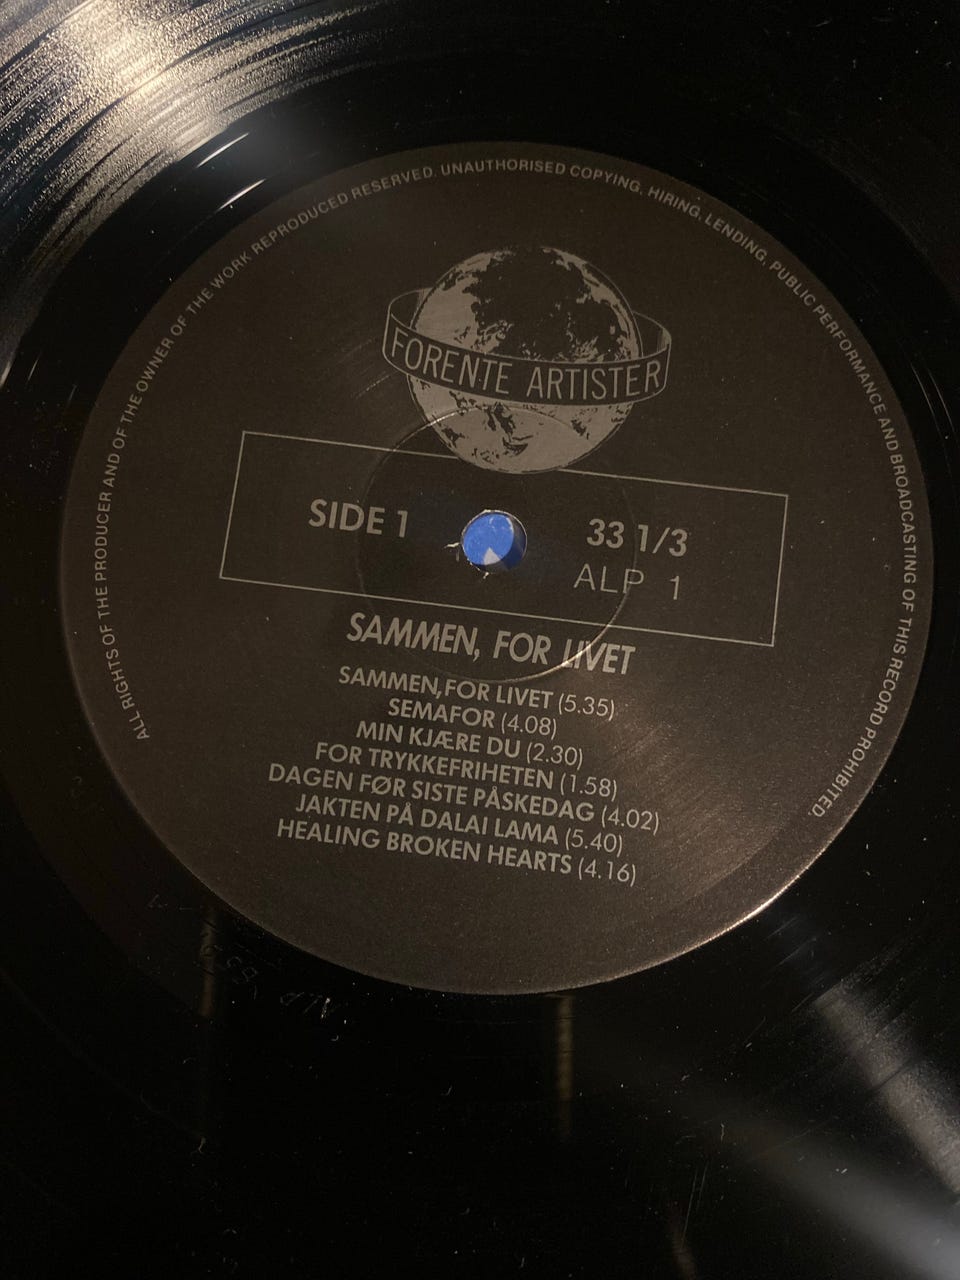 ALL RIGHTS OF THE PRODUCER AND OF THE OWNER OF THE WORK REPRODUCED RESERVED. UNAUTHORISED COPYING, HIRING, LENDING, PUBLIC PERFORMANCE AND BROADCASTING OF THIS RECORD PROHIBITED.
FORENTE ARTISTER
SIDE 1
33 1/3
ALP 1
SAMMEN, FOR LIVET
SAMMEN,FOR LIVET (5.35)
SEMAFOR (4.08)
MIN KJÆRE DU (2.30)
FOR TRYKKEFRIHETEN (1.58)
DAGEN FØR SISTE PÅSKEDAG (4.02)
JAKTEN PÅ DALAI LAMA (5.40)
HEALING BROKEN HEARTS (4.16)